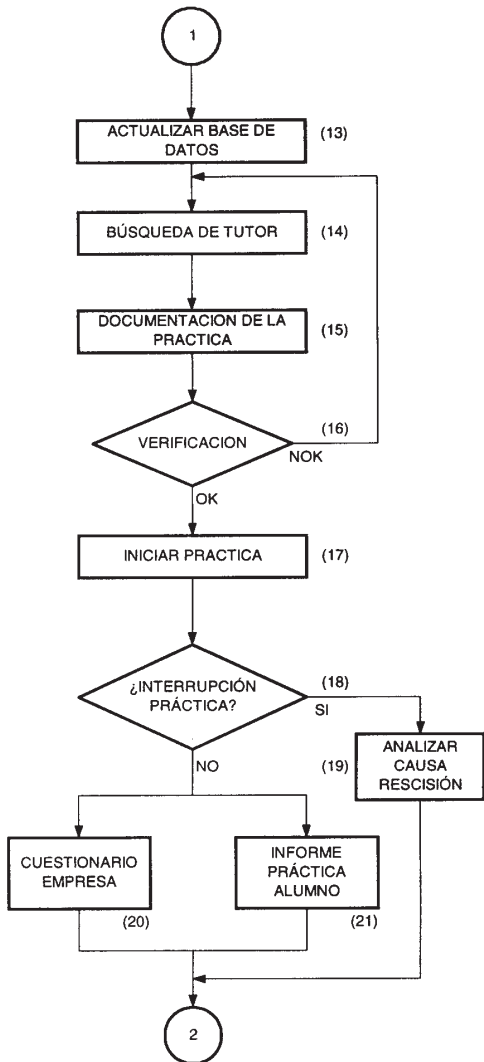 1
ACTUALIZAR BASE DE
DATOS
(13)
BÚSQUEDA DE TUTOR
(14)
DOCUMENTACION DE LA
PRACTICA
(15)
VERIFICACION
(16)
NOK
OK
INICIAR PRACTICA
(17)
¿INTERRUPCIÓN
PRÁCTICA?
(18)
SI
NO
ANALIZAR
CAUSA
RESCISIÓN
(19)
CUESTIONARIO
EMPRESA
(20)
INFORME
PRÁCTICA
ALUMNO
(21)
2